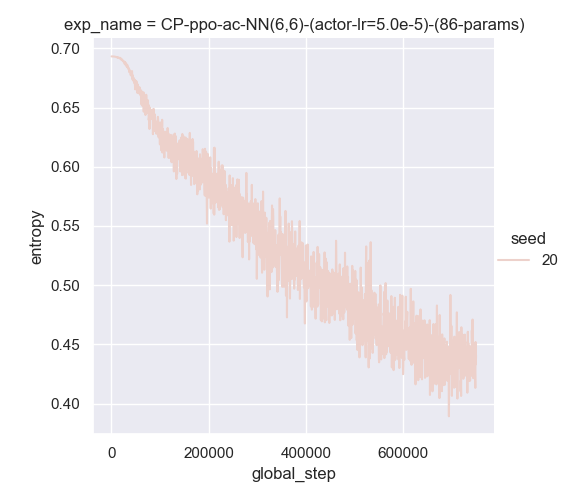 exp_name = CP-ppo-ac-NN(6,6)-(actor-lr=5.0e-5)-(86-params)
0.70
0.65
0.60
0.55
0.50
0.45
0.40
entropy
0 200000 400000 600000
global_step
seed
20